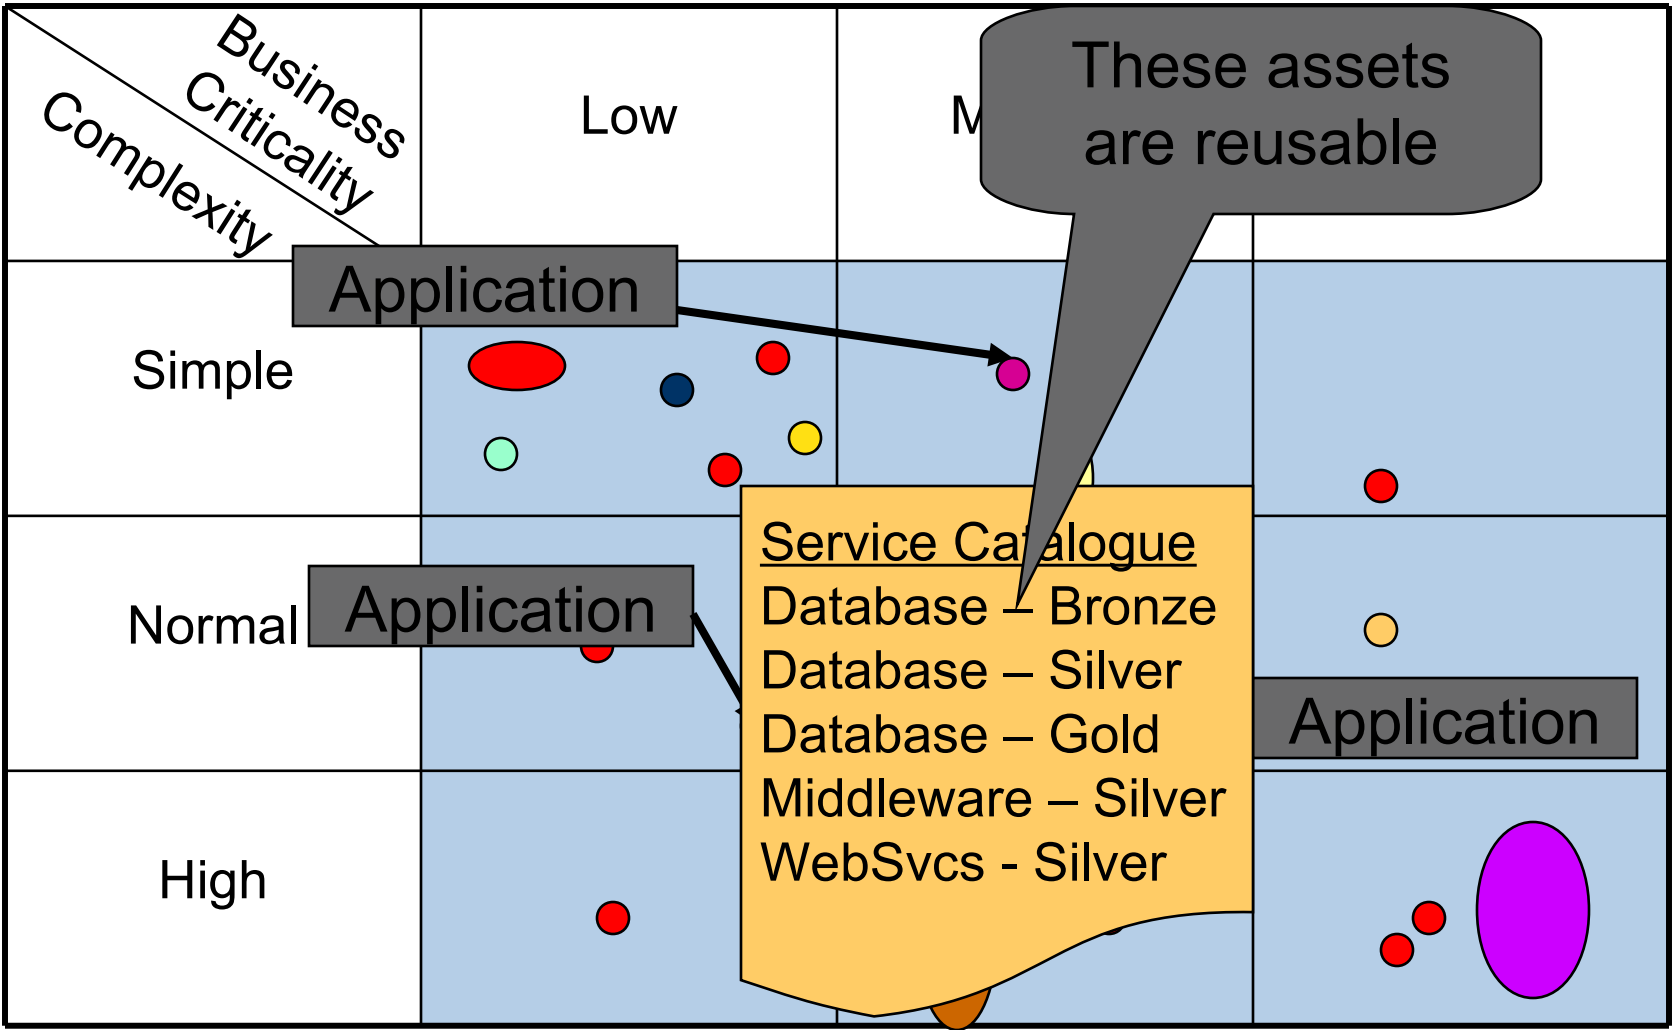 Business
Criticality
Complexity
Low
These assets
are reusable
Application
Simple
Service Catalogue
Database – Bronze
Database – Silver
Database – Gold
Middleware – Silver
WebSvcs - Silver
Normal
Application
Application
High